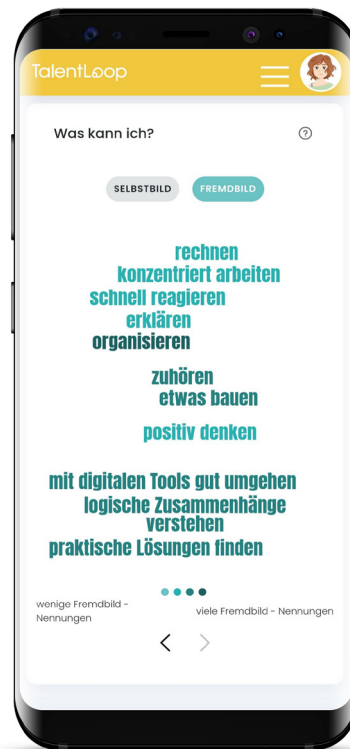 TalentLoop
Was kann ich?
?
SELBSTBILD FREMDBILD
rechnen
konzentriert arbeiten
schnell reagieren
erklären
organisieren
zuhören
etwas bauen
positiv denken
mit digitalen Tools gut umgehen
logische Zusammenhänge
verstehen
praktische Lösungen finden
wenige Fremdbild -
Nennungen
viele Fremdbild - Nennungen